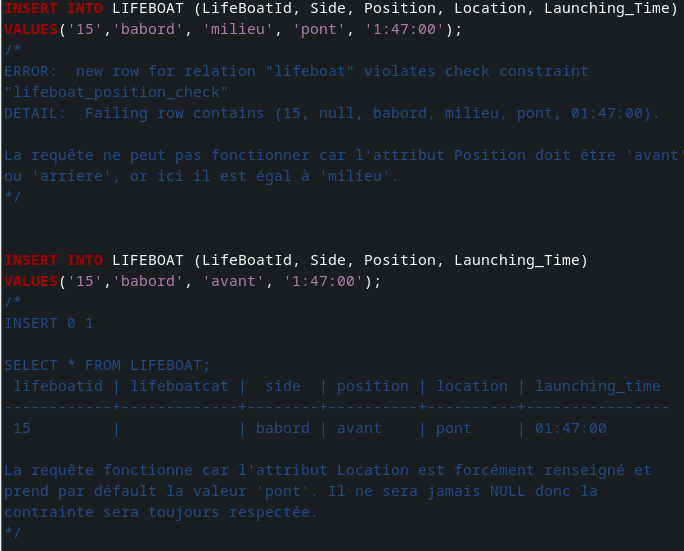 INSERT INTO LIFEBOAT (LifeBoatId, Side, Position, Location, Launching_Time)
VALUES('15','babord', 'milieu', 'pont', '1:47:00');
/*
ERROR:  new row for relation "lifeboat" violates check constraint
"lifeboat_position_check"
DETAIL:  Failing row contains (15, null, babord, milieu, pont, 01:47:00).

La requête ne peut pas fonctionner car l'attribut Position doit être 'avant'
ou 'arriere', or ici il est égal à 'milieu'.
*/

INSERT INTO LIFEBOAT (LifeBoatId, Side, Position, Launching_Time)
VALUES('15','babord', 'avant', '1:47:00');
/*
INSERT 0 1

SELECT * FROM LIFEBOAT;
 lifeboatid | lifeboatcat |  side  | position | location | launching_time
------------+-------------+--------+----------+----------+----------------
 15         |             | babord | avant    | pont     | 01:47:00

La requête fonctionne car l'attribut Location est forcément renseigné et
prend par défault la valeur 'pont'. Il ne sera jamais NULL donc la
contrainte sera toujours respectée.
*/